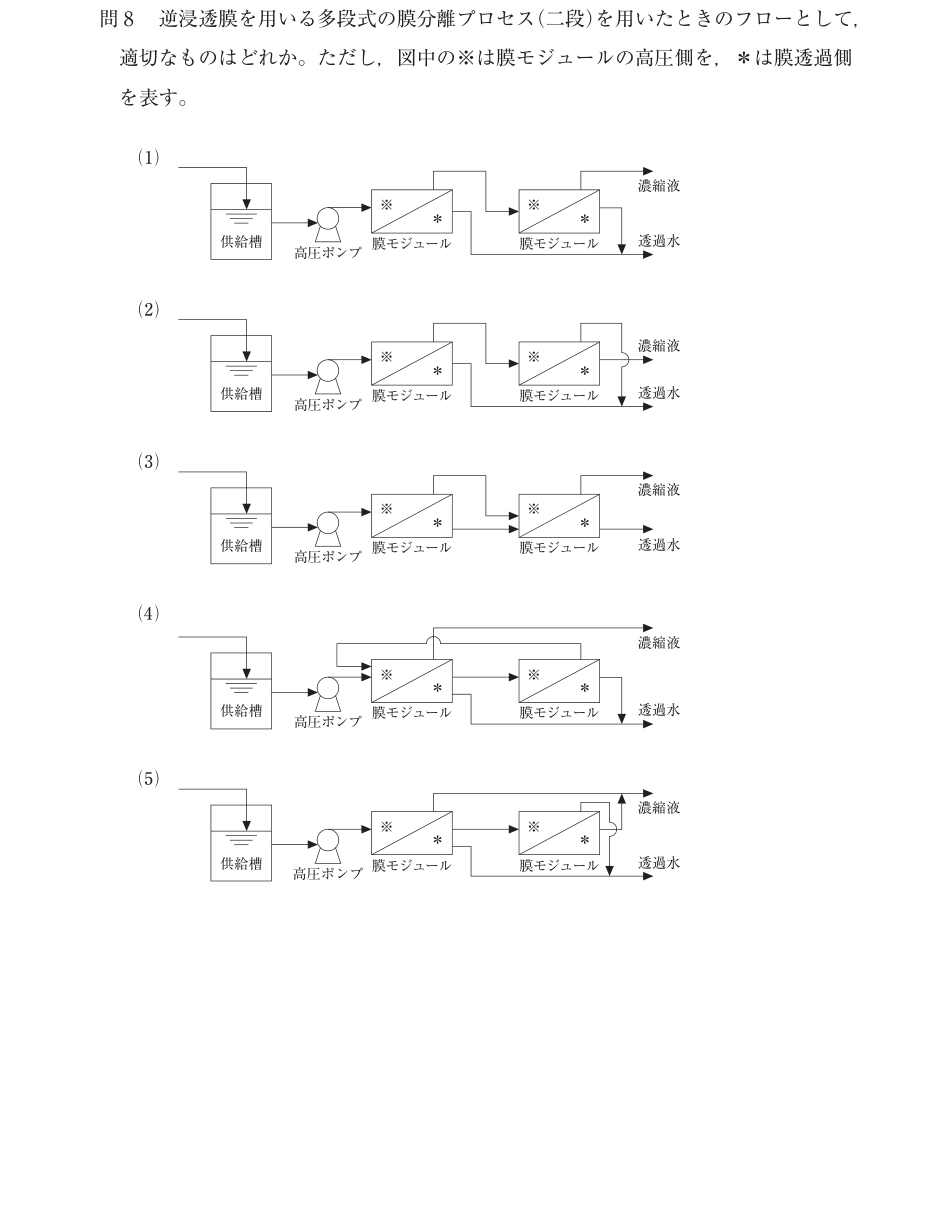 問8 逆浸透膜を用いる多段式の膜分離プロセス(二段)を用いたときのフローとして,
適切なものはどれか。ただし, 図中の※は膜モジュールの高圧側を, *は膜透過側
を表す。
(1)
濃縮液
※
*
※
*
供給槽
高圧ポンプ
膜モジュール
膜モジュール
透過水
(2)
濃縮液
※
*
※
*
供給槽
高圧ポンプ
膜モジュール
膜モジュール
透過水
(3)
濃縮液
※
*
※
*
供給槽
高圧ポンプ
膜モジュール
膜モジュール
透過水
(4)
濃縮液
※
*
※
*
供給槽
高圧ポンプ
膜モジュール
膜モジュール
透過水
(5)
濃縮液
※
*
※
*
供給槽
高圧ポンプ
膜モジュール
膜モジュール
透過水